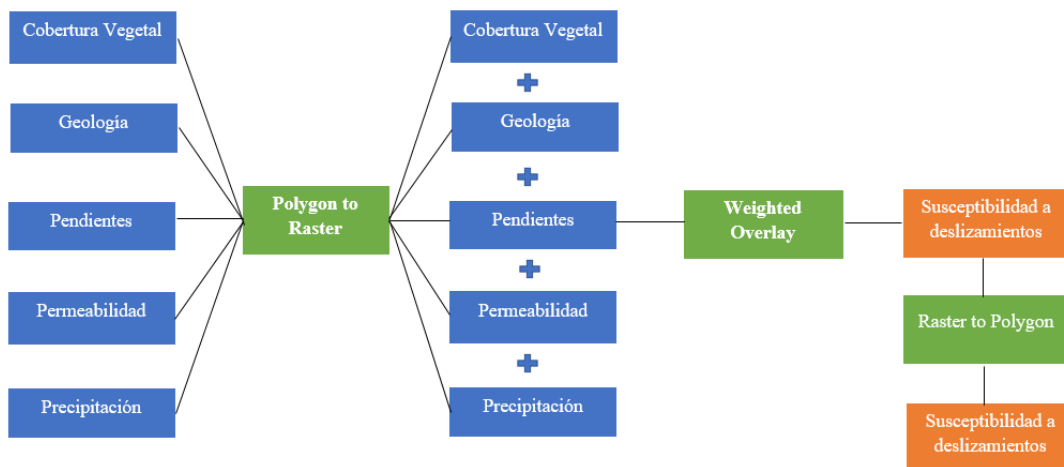 Cobertura Vegetal
Geología
Pendientes
Permeabilidad
Precipitación
Polygon to
Raster
Cobertura Vegetal
Geología
Pendientes
Permeabilidad
Precipitación
Weighted
Overlay
Susceptibilidad a
deslizamientos
Raster to Polygon
Susceptibilidad a
deslizamientos